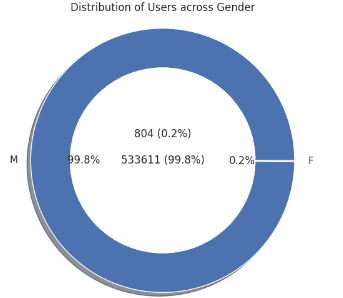 Distribution of Users across Gender
804 (0.2%)
M 99.8% 533611 (99.8%) 0.2% F